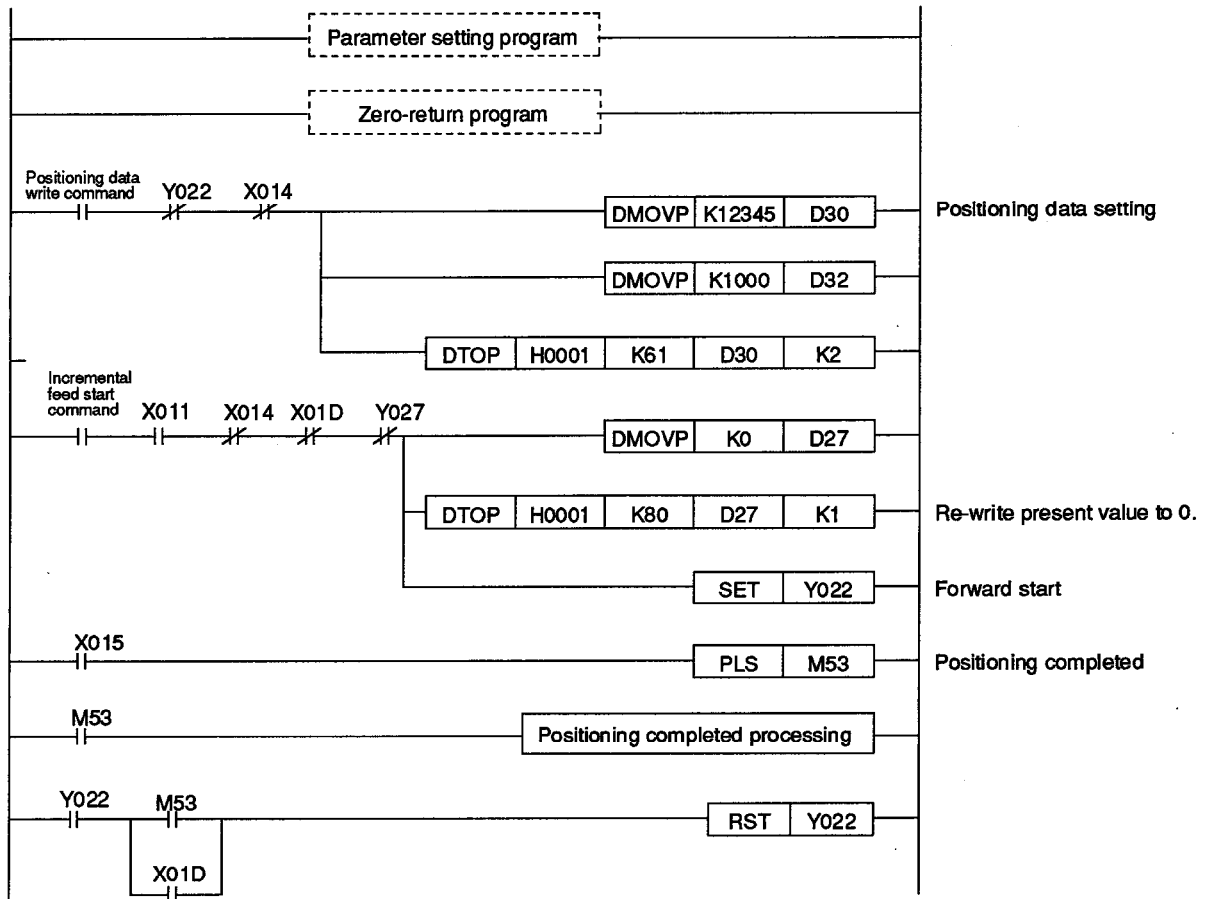 Parameter setting program
Zero-return program
Positioning data
write command
Y022
X014
DMOVP K12345 D30
Positioning data setting
DMOVP K1000 D32
DTOP H0001 K61 D30 K2
Incremental
feed start
command
X011
X014
X01D
Y027
DMOVP K0 D27
DTOP H0001 K80 D27 K1
Re-write present value to 0.
SET Y022
Forward start
X015
PLS M53
Positioning completed
M53
Positioning completed processing
Y022
M53
RST Y022
X01D